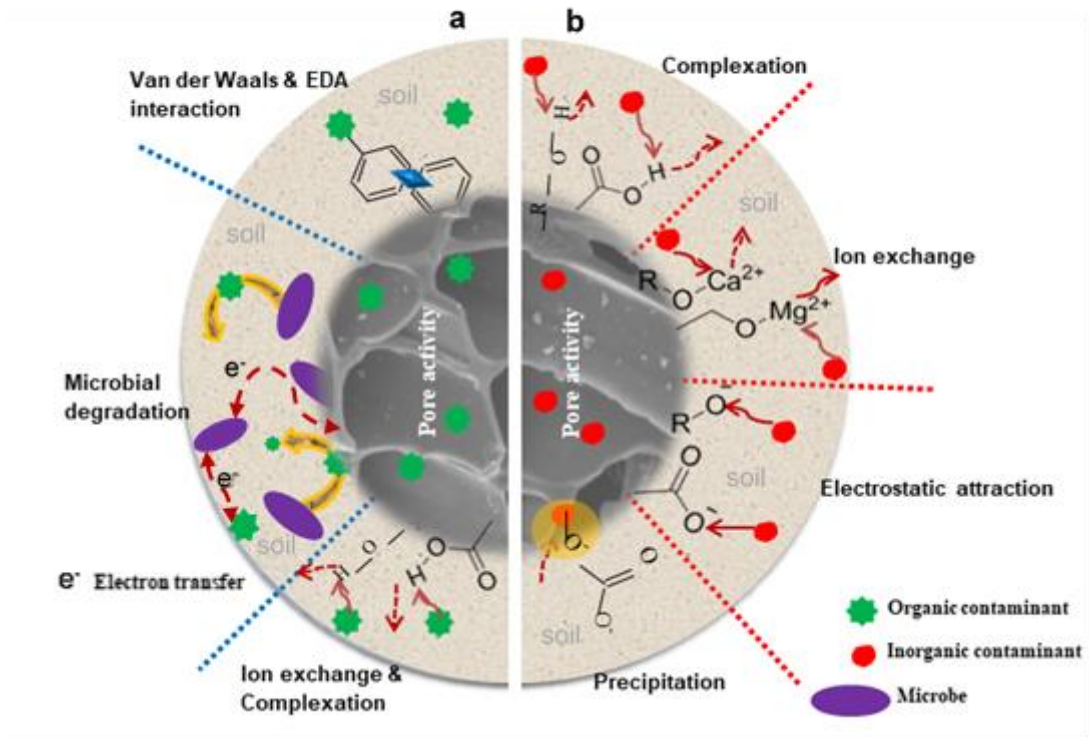 a
b
Van der Waals & EDA
interaction
soil
Complexation
H
O
R
O
O
H
soil
soil
Ion exchange
R
O
Ca2+
O
Mg2+
Pore activity
Pore activity
e-
Microbial
degradation
R
O-
O
O-
soil
Electrostatic attraction
e-
soil
e- Electron transfer
H
O
H
O
O
O
O
O
soil
Organic contaminant
Inorganic contaminant
Microbe
Ion exchange &
Complexation
Precipitation